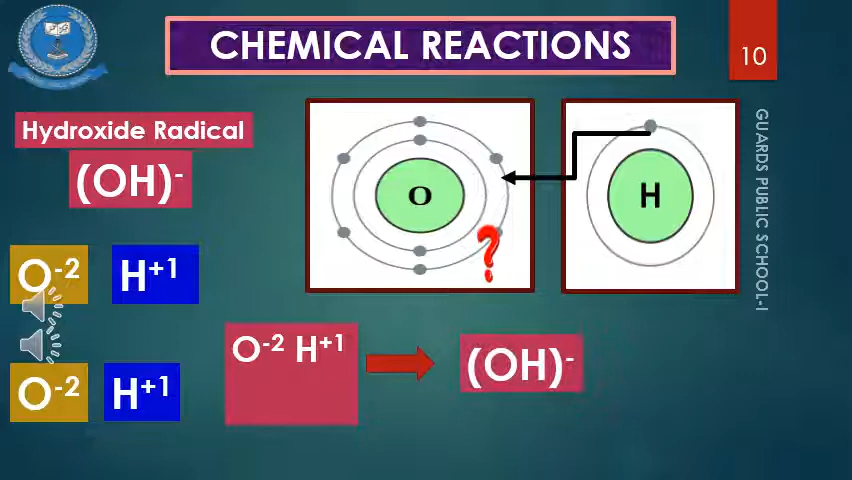 CHEMICAL REACTIONS
10
Hydroxide Radical
(OH)-
O
H
GUARDS PUBLIC SCHOOL-I
?
O-2 H+1
O-2 H+1
(OH)-
O-2 H+1